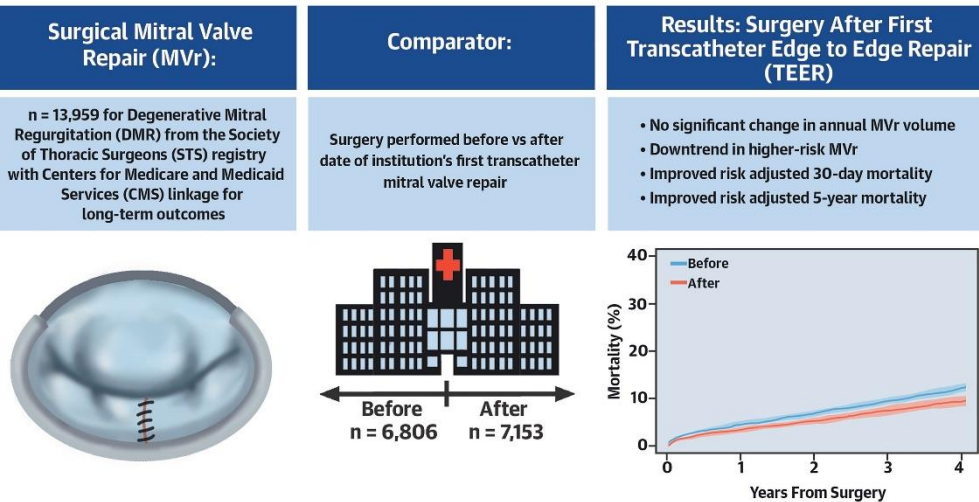 Surgical Mitral Valve
Repair (MVr):
n = 13,959 for Degenerative Mitral
Regurgitation (DMR) from the Society
of Thoracic Surgeons (STS) registry
with Centers for Medicare and Medicaid
Services (CMS) linkage for
long-term outcomes
Comparator:
Surgery performed before vs after
date of institution's first transcatheter
mitral valve repair
Before
n = 6,806
After
n = 7,153
Results: Surgery After First
Transcatheter Edge to Edge Repair
(TEER)
• No significant change in annual MVr volume
• Downtrend in higher-risk MVr
• Improved risk adjusted 30-day mortality
• Improved risk adjusted 5-year mortality
Before
After
Mortality (%)
40
30
20
10
0
0 1 2 3 4
Years From Surgery